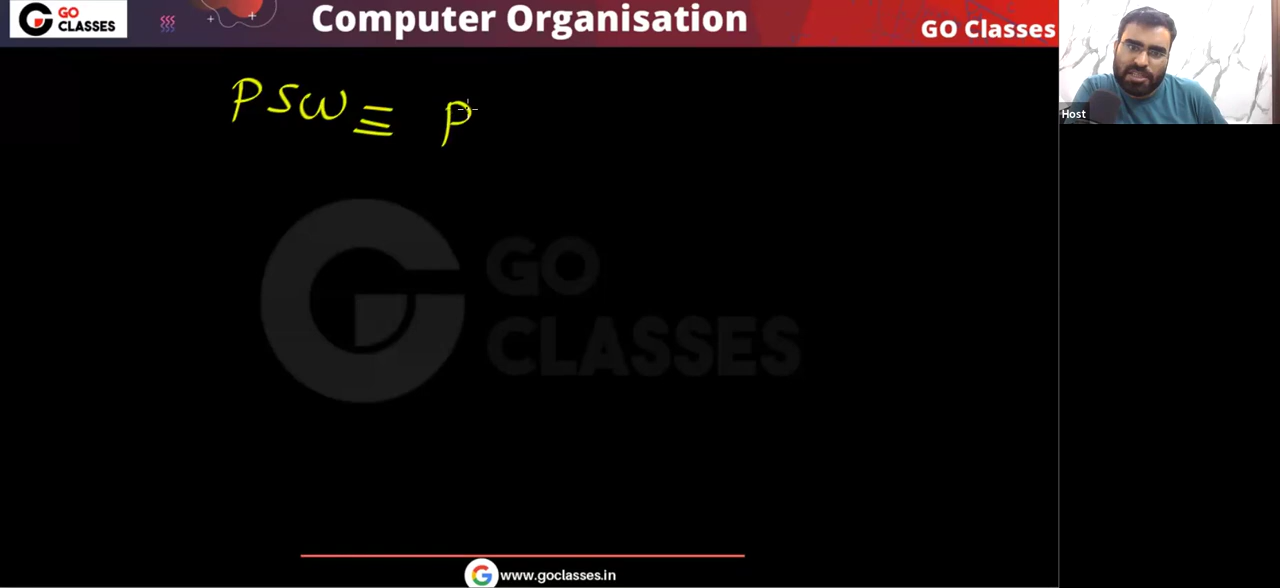 GO CLASSES
Computer Organisation
GO Classes
PSW ≡ P
Host
GO
CLASSES
www.goclasses.in